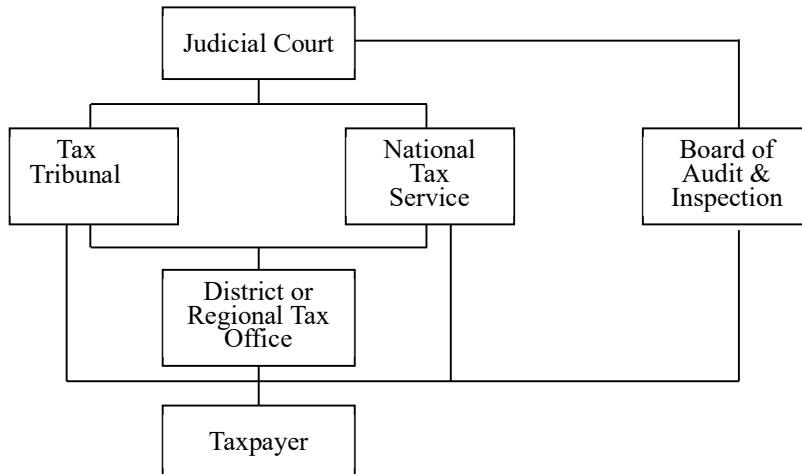 Judicial Court
Tax
Tribunal
National
Tax
Service
Board of
Audit &
Inspection
District or
Regional Tax
Office
Taxpayer